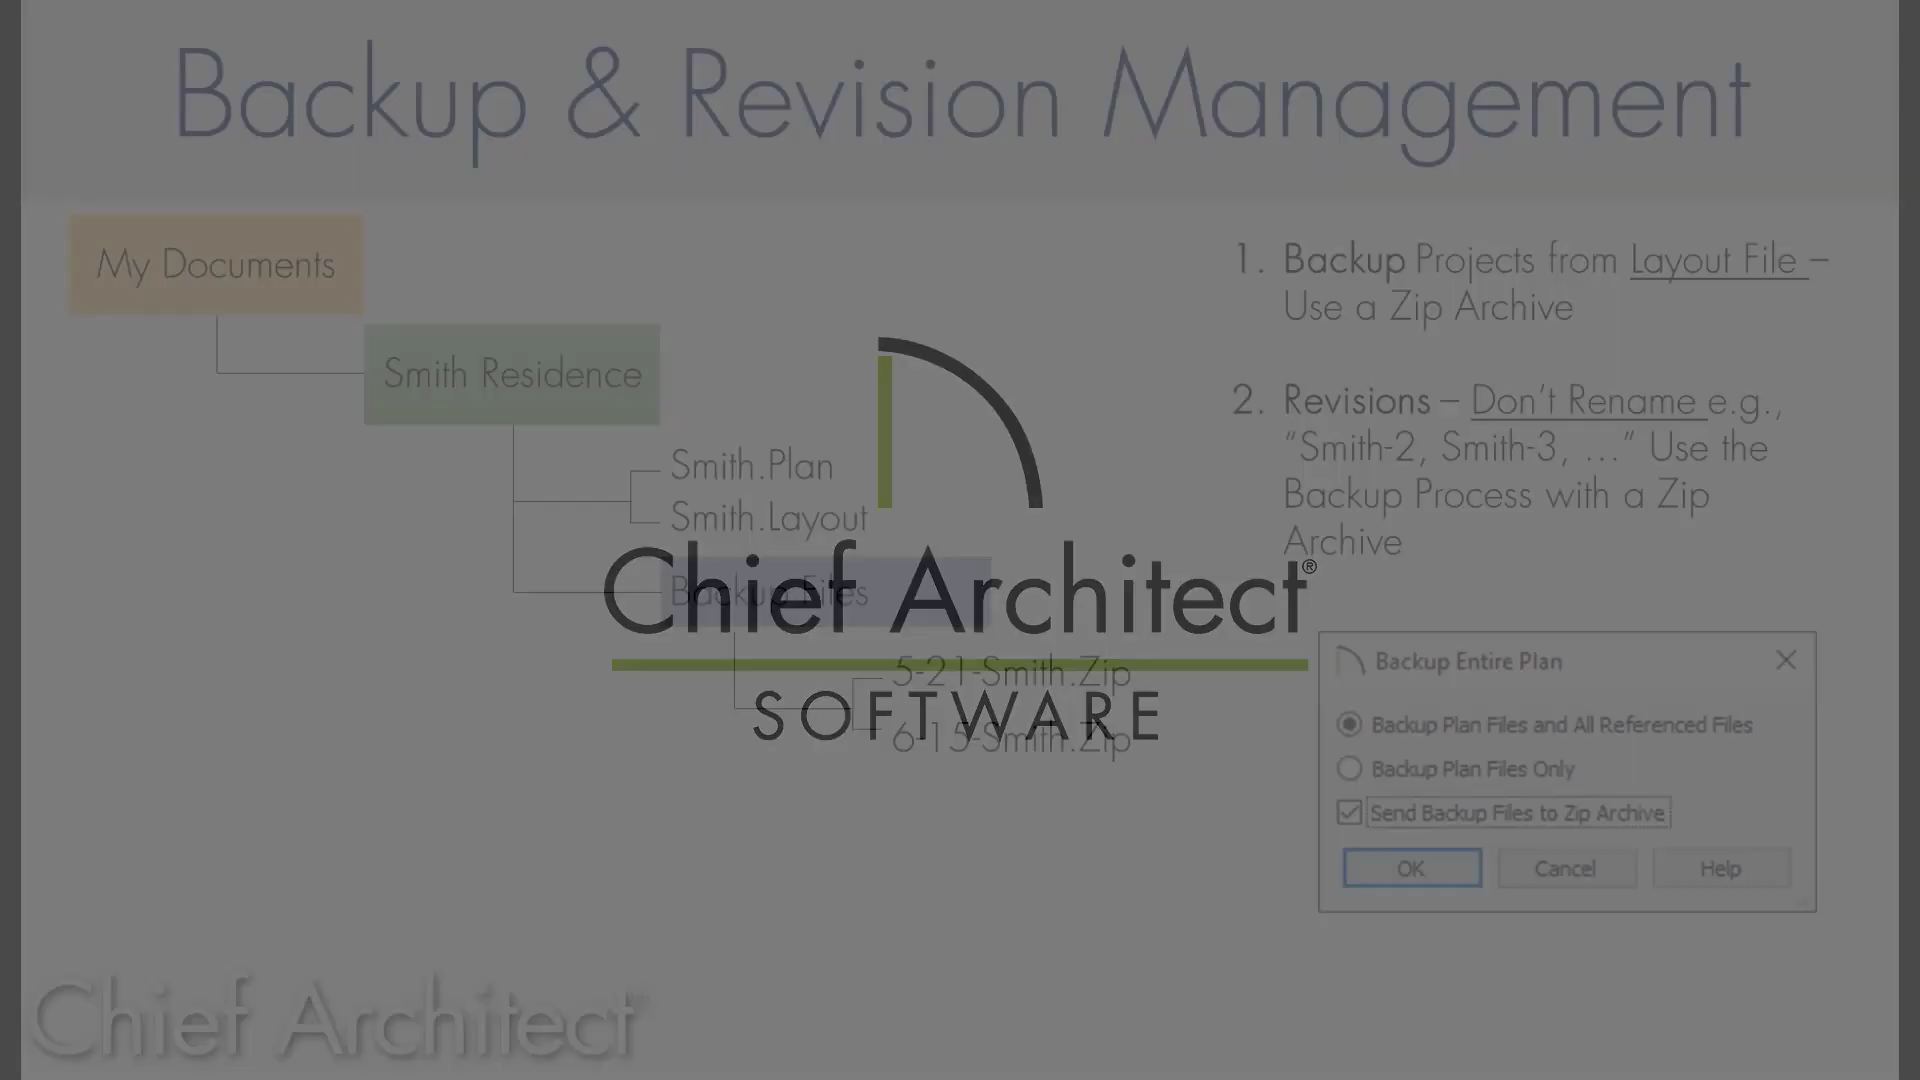 Backup & Revision Management
My Documents
Smith Residence
Smith.Plan
Smith.Layout
Backup Files
5-21-Smith.Zip
6-15-Smith.Zip
1. Backup Projects from Layout File –
Use a Zip Archive
2. Revisions – Don't Rename e.g.,
“Smith-2, Smith-3, ...” Use the
Backup Process with a Zip
Archive
Chief Architect®
SOFTWARE
Backup Entire Plan
Backup Plan Files and All Referenced Files
Backup Plan Files Only
Send Backup Files to Zip Archive
OK Cancel Help
Chief Architect